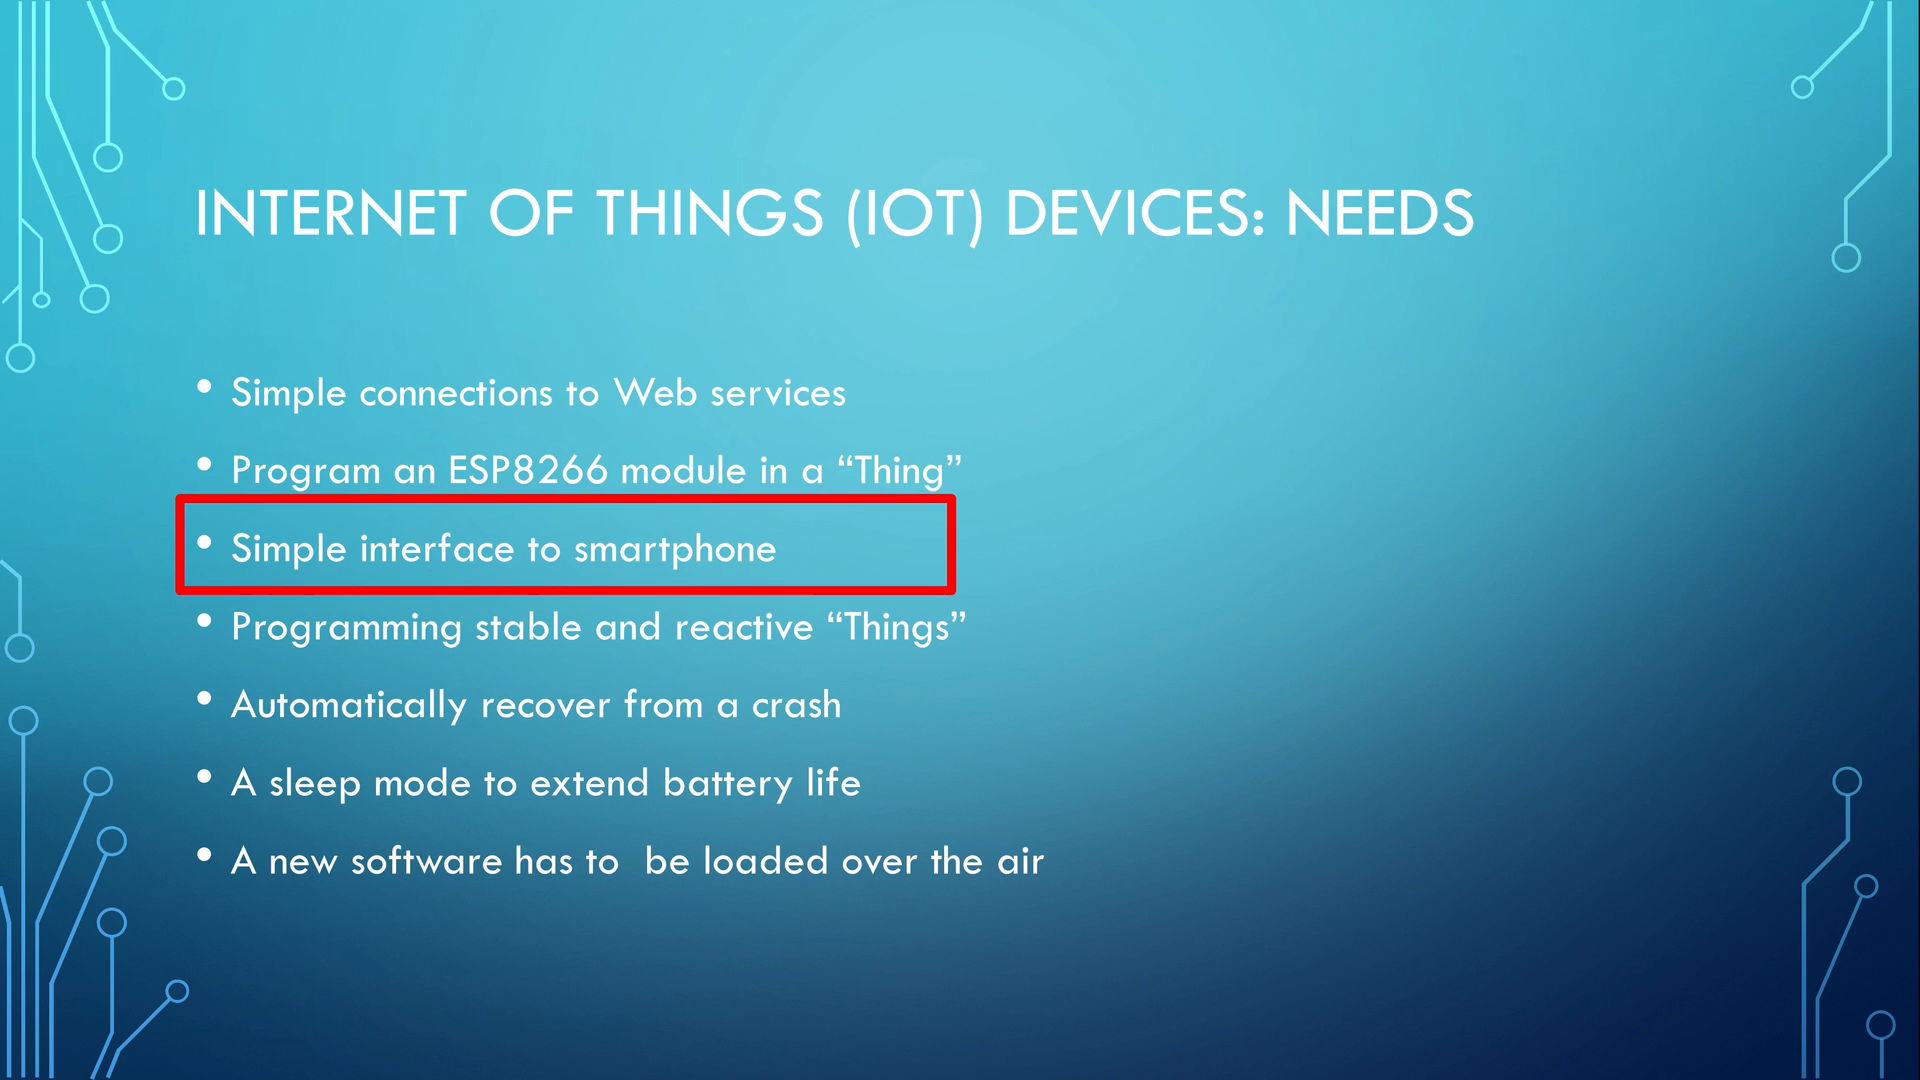 INTERNET OF THINGS (IOT) DEVICES: NEEDS
• Simple connections to Web services
• Program an ESP8266 module in a “Thing”
• Simple interface to smartphone
• Programming stable and reactive “Things”
• Automatically recover from a crash
• A sleep mode to extend battery life
• A new software has to  be loaded over the air